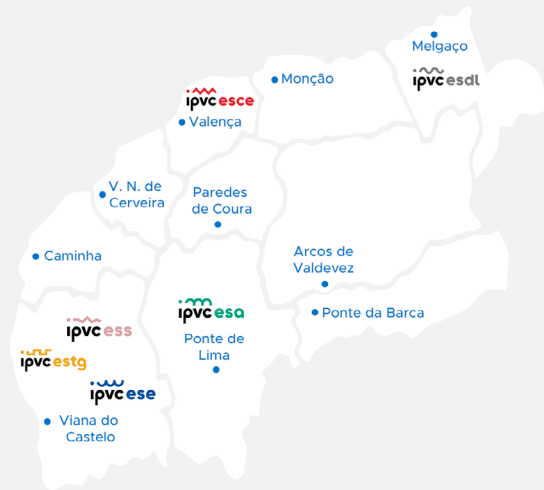 Melgaço
ipvc esdl
Monção
ipvc esce
Valença
V. N. de
Cerveira
Paredes
de Coura
Caminha
Arcos de
Valdevez
ipvc esa
Ponte da Barca
ipvc ess
Ponte de
Lima
ipvc estg
ipvc ese
Viana do
Castelo